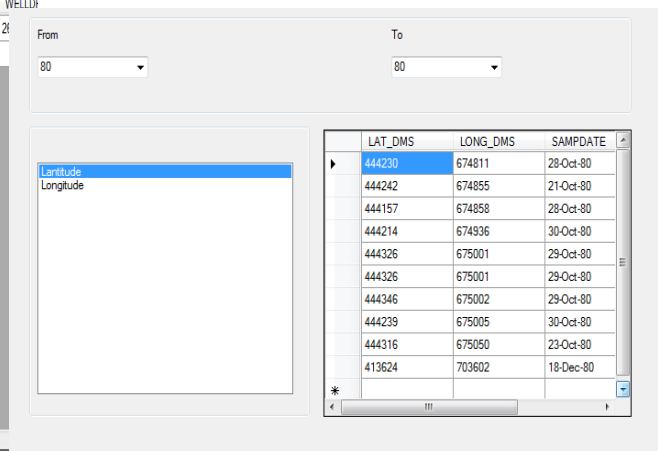 From To
80 80
Lantitude
Longitude
LAT_DMS LONG_DMS SAMPDATE
444230 674811 28-Oct-80
444242 674855 21-Oct-80
444157 674858 28-Oct-80
444214 674936 30-Oct-80
444326 675001 29-Oct-80
444326 675001 29-Oct-80
444346 675002 29-Oct-80
444239 675005 30-Oct-80
444316 675050 23-Oct-80
413624 703602 18-Dec-80